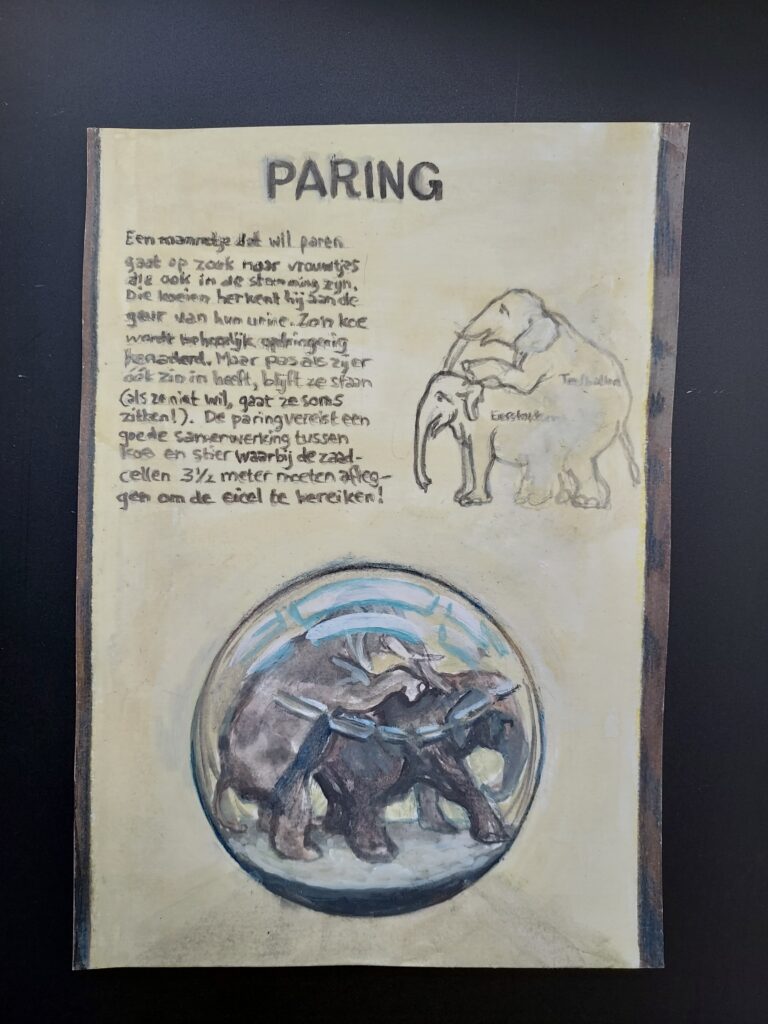 PARING
Een mannetje dat wil paren
gaat op zoek naar vrouwtjes
die ook in de stemming zijn.
Die koeien herkent hij aan de
geur van hun urine. Zo'n koe
wordt behoorlijk opdringerig
benaderd. Maar pas als zij er
óók zin in heeft, blijft ze staan
(als ze niet wil, gaat ze soms
zitten!). De paring vereist een
goede samenwerking tussen
koe en stier waarbij de zaad-
cellen 3½ meter moeten afleg-
gen om de eicel te bereiken!
Testballen
Eierstokken